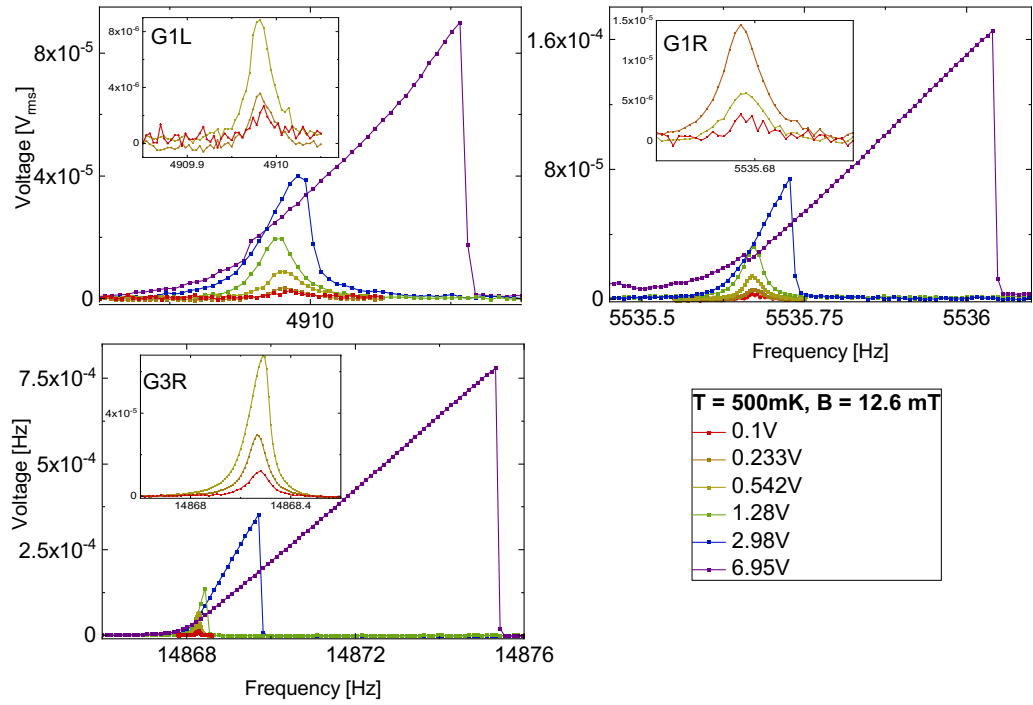 G1L
8x10⁻⁶
4x10⁻⁶
0
4909.9
4910
8x10⁻⁵
4x10⁻⁵
0
Voltage [Vrms]
4910
G1R
1.5x10⁻⁵
1x10⁻⁵
5x10⁻⁶
0
5535.68
1.6x10⁻⁴
8x10⁻⁵
0
5535.5
5535.75
5536
Frequency [Hz]
G3R
4x10⁻⁵
0
14868
14868.4
7.5x10⁻⁴
5x10⁻⁴
2.5x10⁻⁴
0
Voltage [Hz]
14868
14872
14876
Frequency [Hz]
T = 500mK, B = 12.6 mT
0.1V
0.233V
0.542V
1.28V
2.98V
6.95V